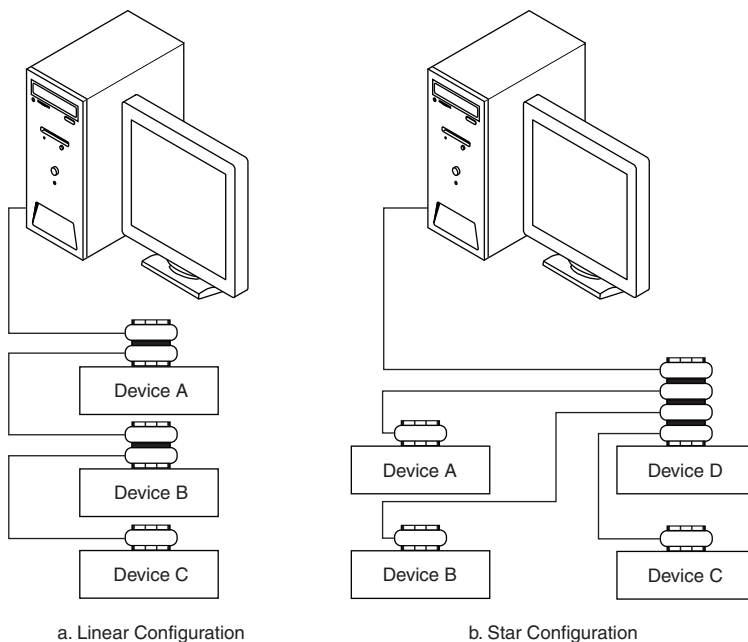 Device A
Device B
Device C
a. Linear Configuration
Device A
Device D
Device B
Device C
b. Star Configuration